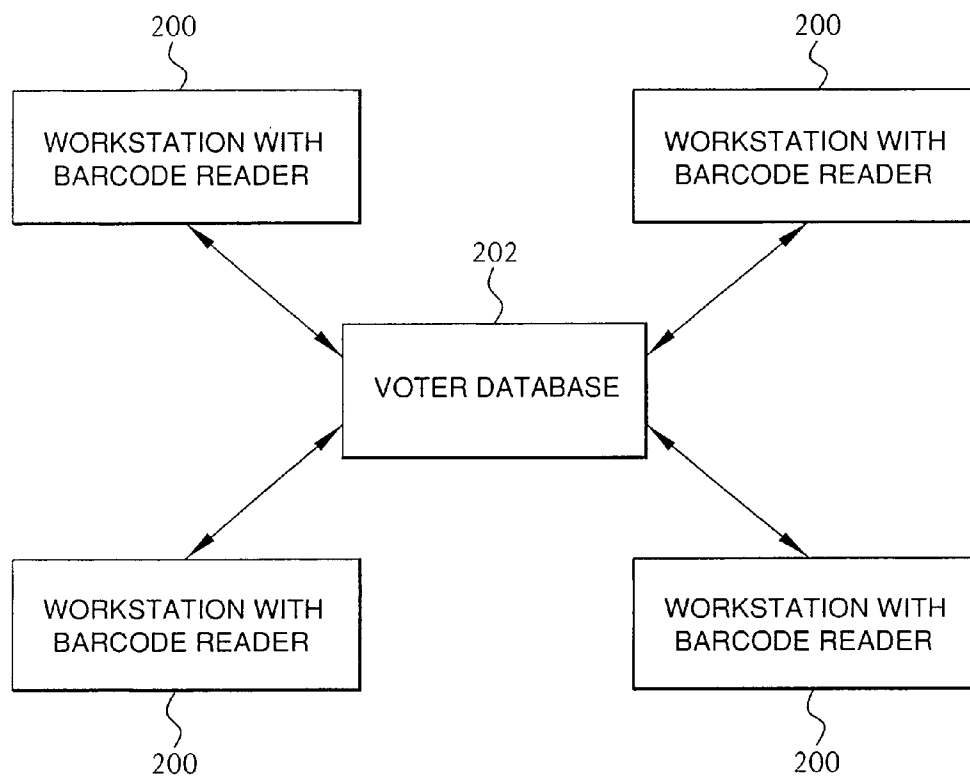 200
200
WORKSTATION WITH
BARCODE READER
WORKSTATION WITH
BARCODE READER
202
VOTER DATABASE
WORKSTATION WITH
BARCODE READER
WORKSTATION WITH
BARCODE READER
200
200